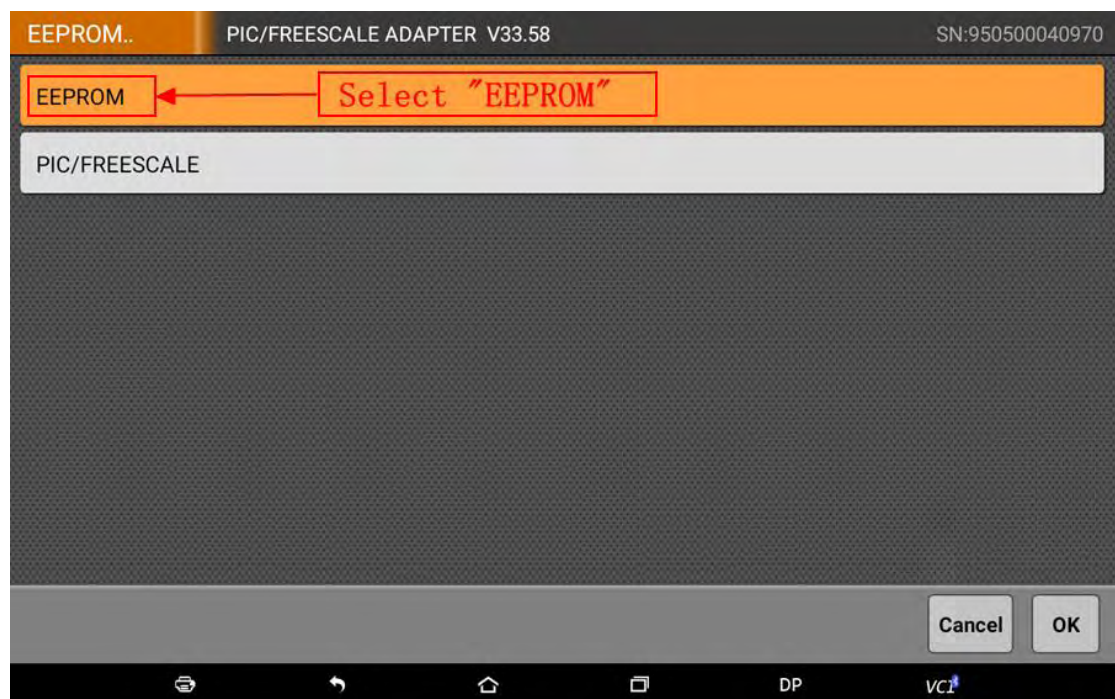 EEPROM.. PIC/FREESCALE ADAPTER V33.58 SN:950500040970
EEPROM Select "EEPROM"
PIC/FREESCALE
Cancel OK
DP VCI